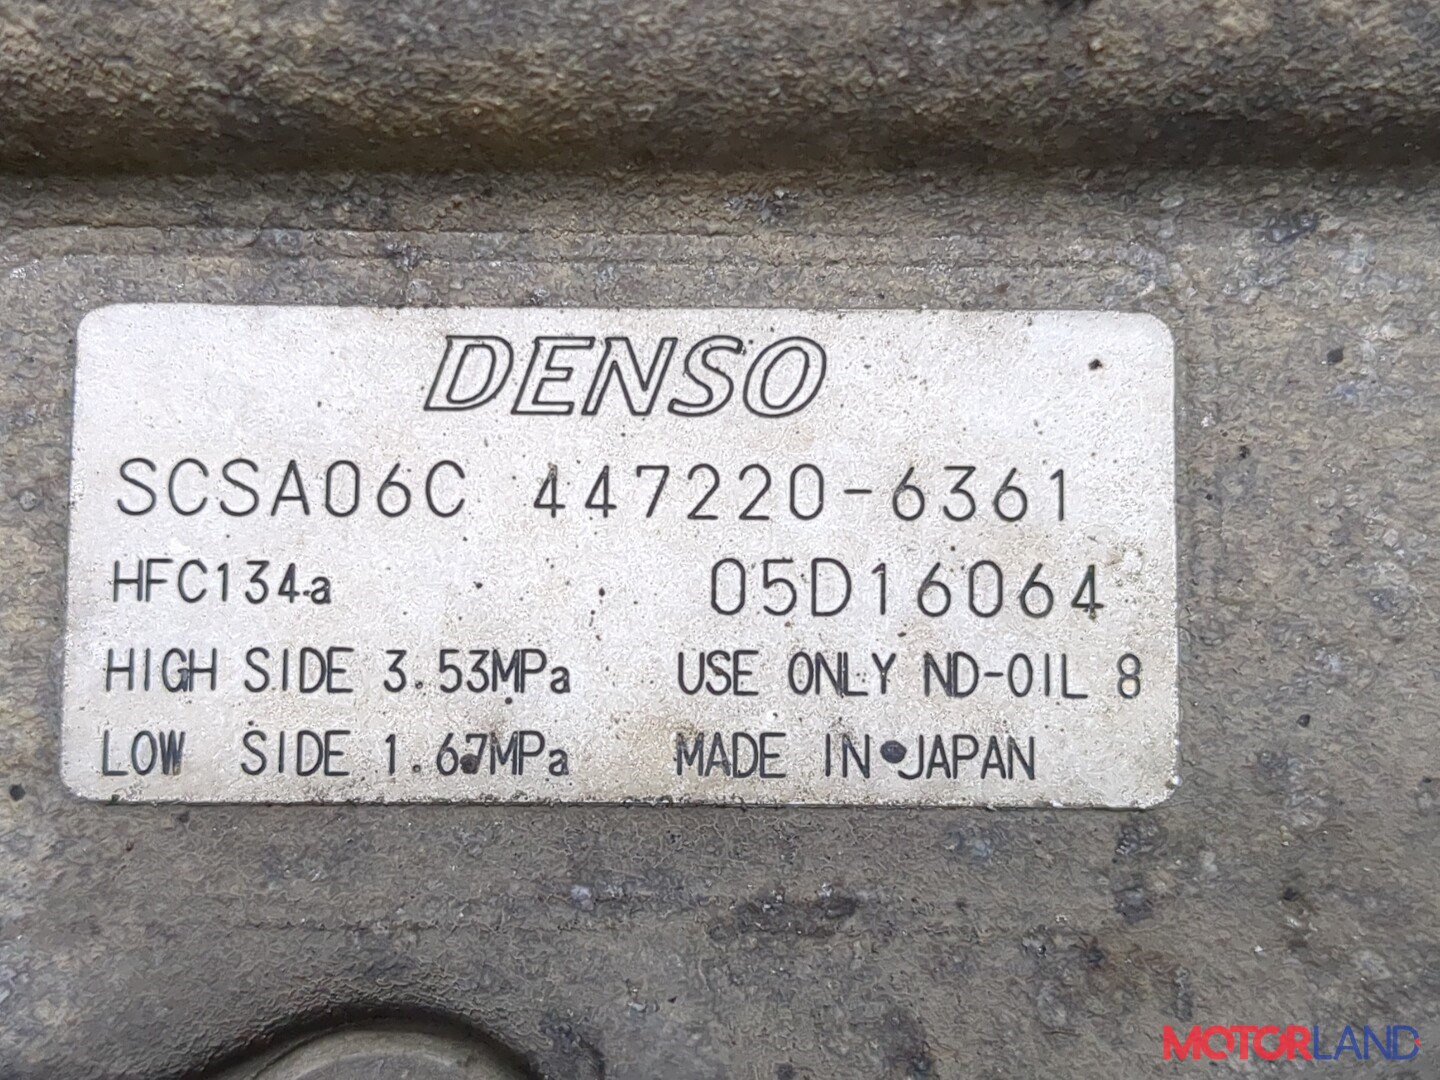 DENSO
SCSA06C 447220-6361
HFC134a 05D16064
HIGH SIDE 3.53MPa USE ONLY ND-OIL 8
LOW SIDE 1.67MPa MADE IN JAPAN
MOTORLAND